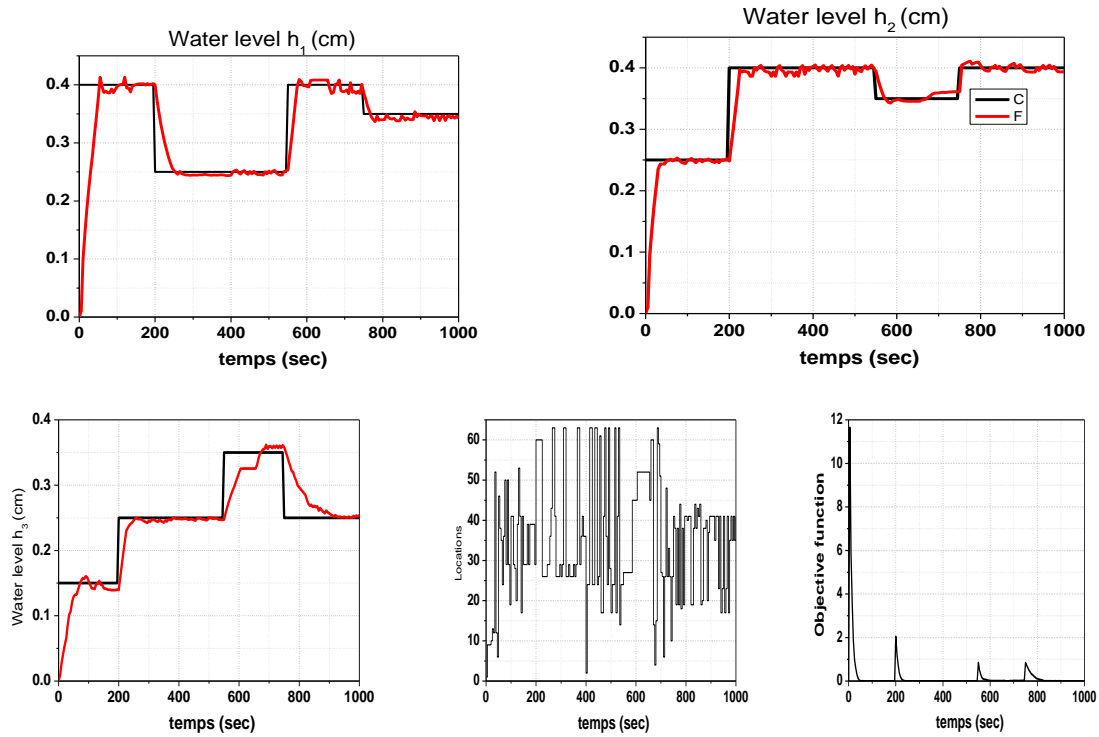 Water level h1 (cm)
0.4
0.3
0.2
0.1
0.0
0 200 400 600 800 1000
temps (sec)
Water level h2 (cm)
0.4
0.3
0.2
0.1
0.0
C
F
0 200 400 600 800 1000
temps (sec)
Water level h3 (cm)
0.4
0.3
0.2
0.1
0.0
0 200 400 600 800 1000
temps (sec)
Locations
65
60
50
40
30
20
10
0
0 200 400 600 800 1000
temps (sec)
Objective function
12
10
8
6
4
2
0
0 200 400 600 800 1000
temps (sec)